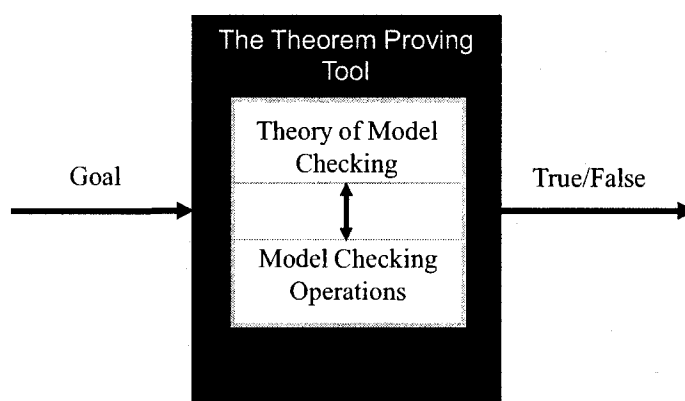 The Theorem Proving
Tool
Theory of Model
Checking
Goal
True/False
Model Checking
Operations